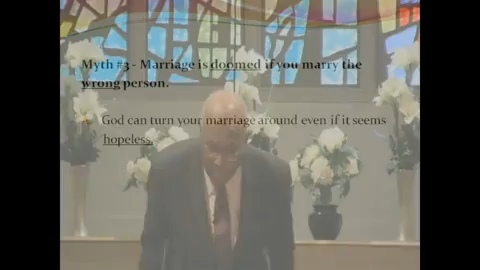 Myth #3 - Marriage is doomed if you marry the
wrong person.
God can turn your marriage around even if it seems
hopeless.